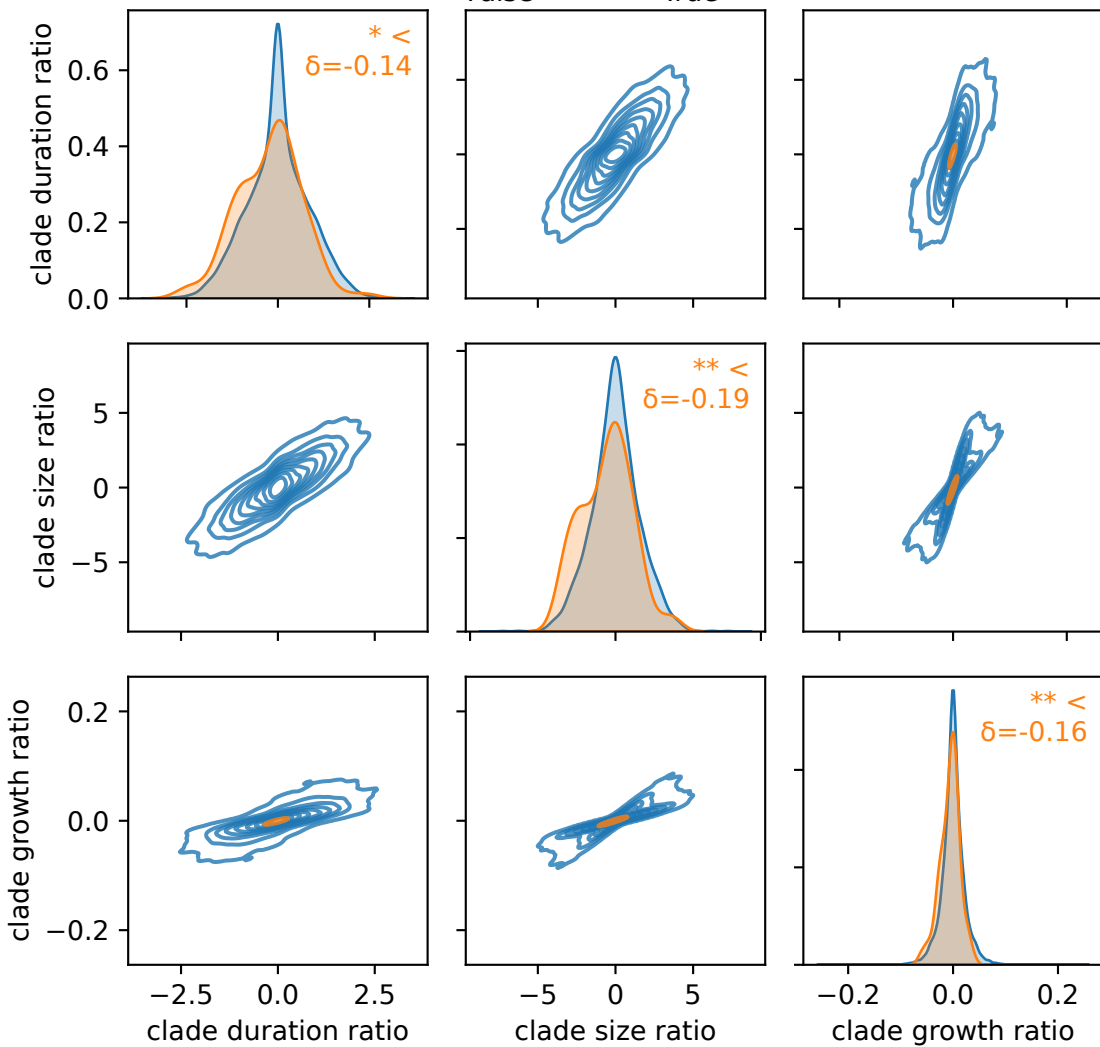 * <
δ=-0.14
clade duration ratio
0.6
0.4
0.2
0.0
** <
δ=-0.19
clade size ratio
5
0
−5
** <
δ=-0.16
clade growth ratio
0.2
0.0
−0.2
−2.5 0.0 2.5
−5 0 5
−0.2 0.0 0.2
clade duration ratio
clade size ratio
clade growth ratio